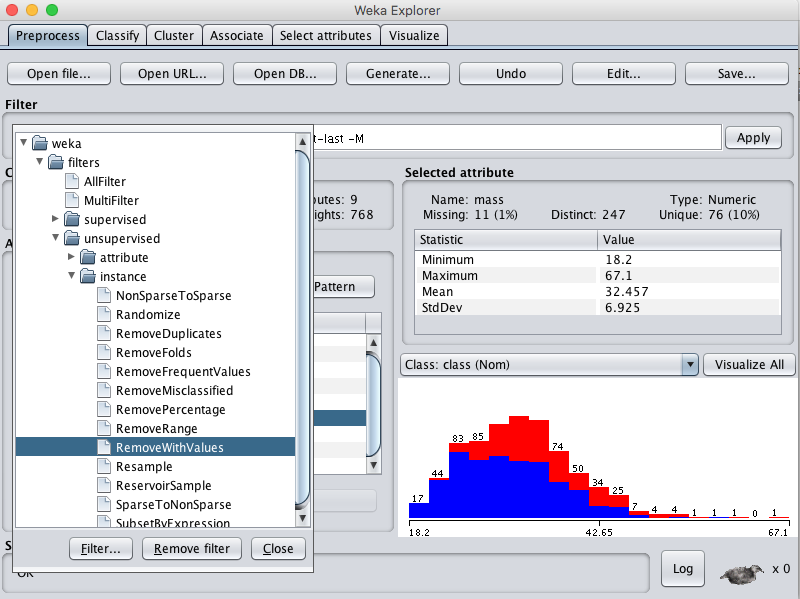 Weka Explorer
Preprocess Classify Cluster Associate Select attributes Visualize
Open file... Open URL... Open DB... Generate... Undo Edit... Save...
Filter
t-last -M Apply
weka
filters
AllFilter
MultiFilter
supervised
unsupervised
attribute
instance
NonSparseToSparse
Randomize
RemoveDuplicates
RemoveFolds
RemoveFrequentValues
RemoveMisclassified
RemovePercentage
RemoveRange
RemoveWithValues
Resample
ReservoirSample
SparseToNonSparse
SubsetByExpression
Filter... Remove filter Close
butes: 9
ights: 768
Pattern
Selected attribute
Name: mass Type: Numeric
Missing: 11 (1%) Distinct: 247 Unique: 76 (10%)
Statistic Value
Minimum 18.2
Maximum 67.1
Mean 32.457
StdDev 6.925
Class: class (Nom) Visualize All
17 44 83 85 74 50 34 25 7 4 4 1 1 1 0 1
18.2 42.65 67.1
OK
Log x 0